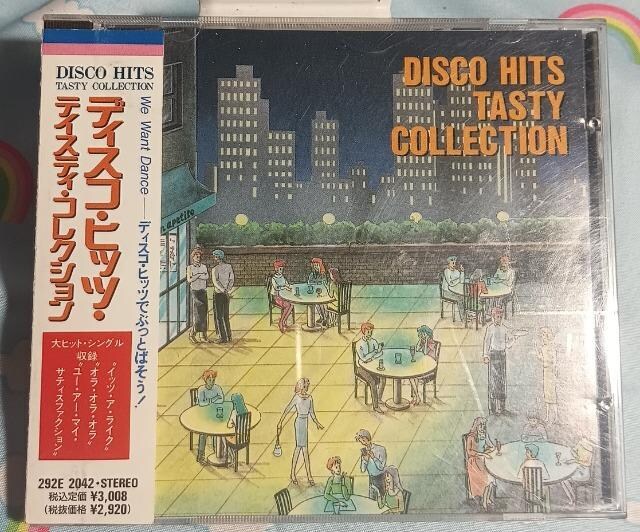 DISCO HITS
TASTY COLLECTION
ディスコ・ヒッツ・
テイスティ・コレクション
We Want Dance——ディスコ・ヒッツでぶっとばそう!
大ヒット・シングル
収録
"イッツ・ア・ライク"
"オラ・オラ・オラ"
"ユー・アー・マイ・
サティスファクション"
292E 2042・STEREO
税込定価 ¥3,008
(税抜価格 ¥2,920)
DISCO HITS
TASTY
COLLECTION
appetito